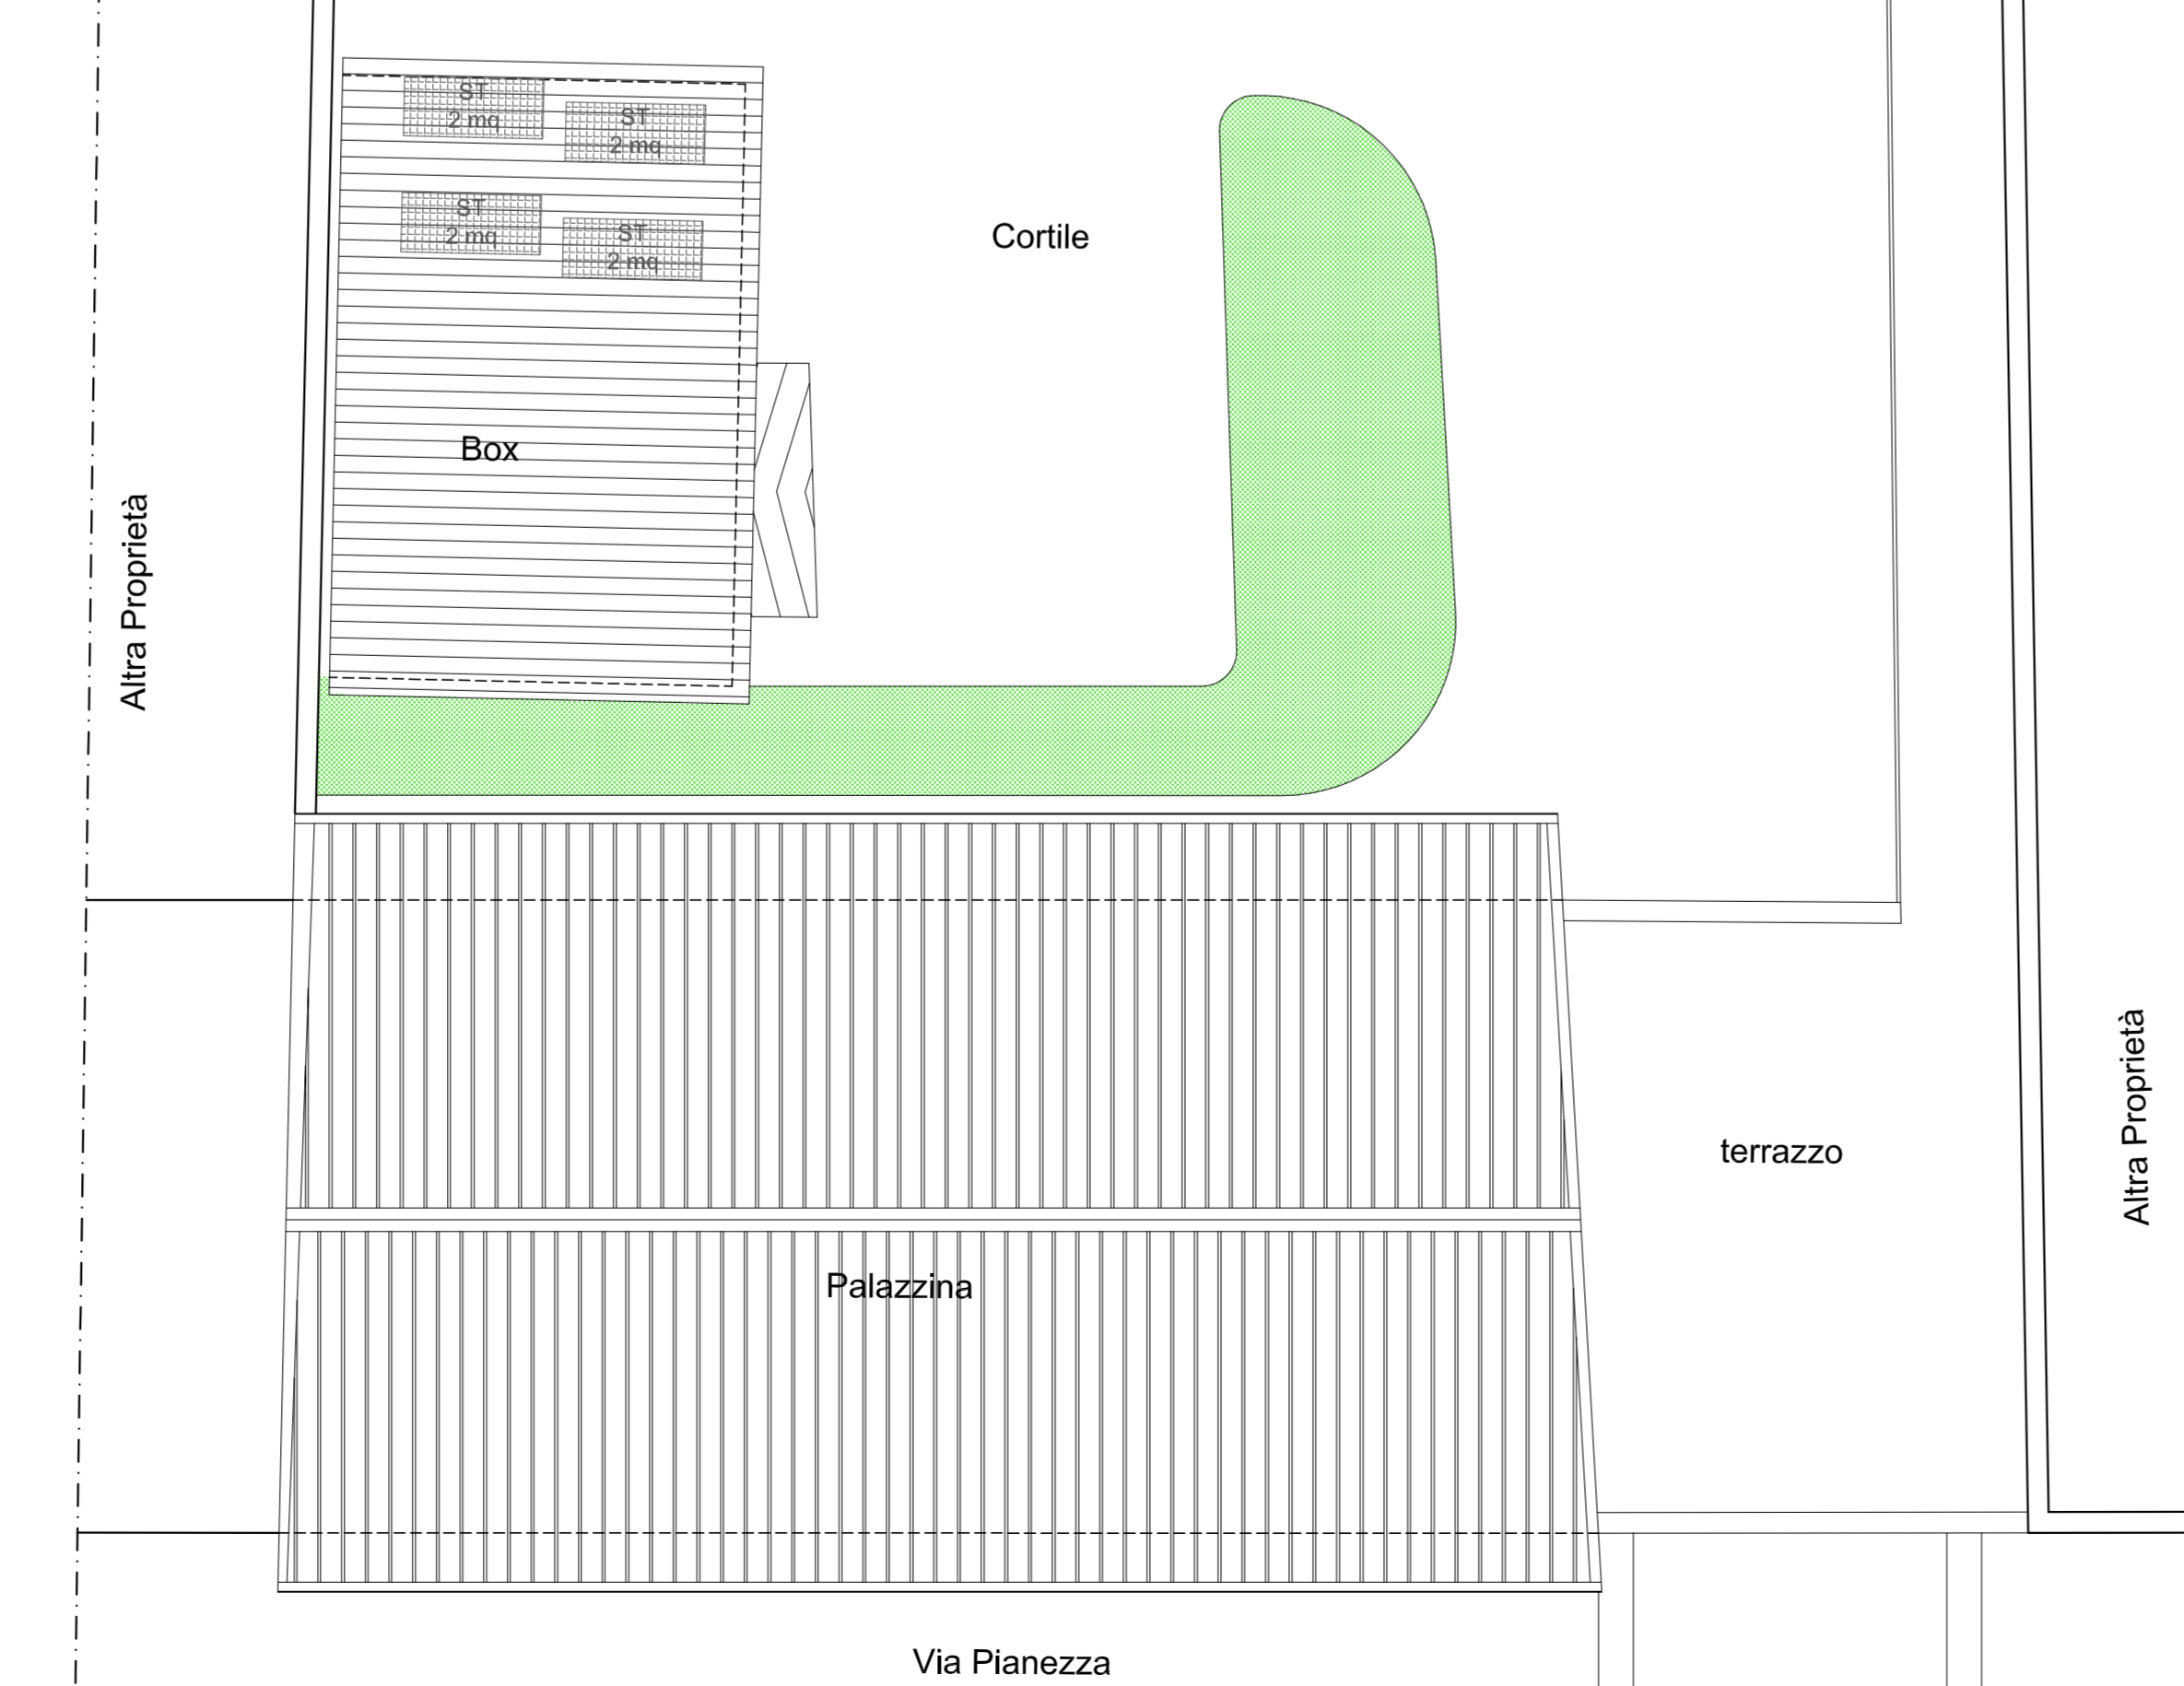 ST
2 mq
ST
2 mq
ST
2 mq
ST
2 mq
Cortile
Box
Altra Proprietà
terrazzo
Altra Proprietà
Palazzina
Via Pianezza